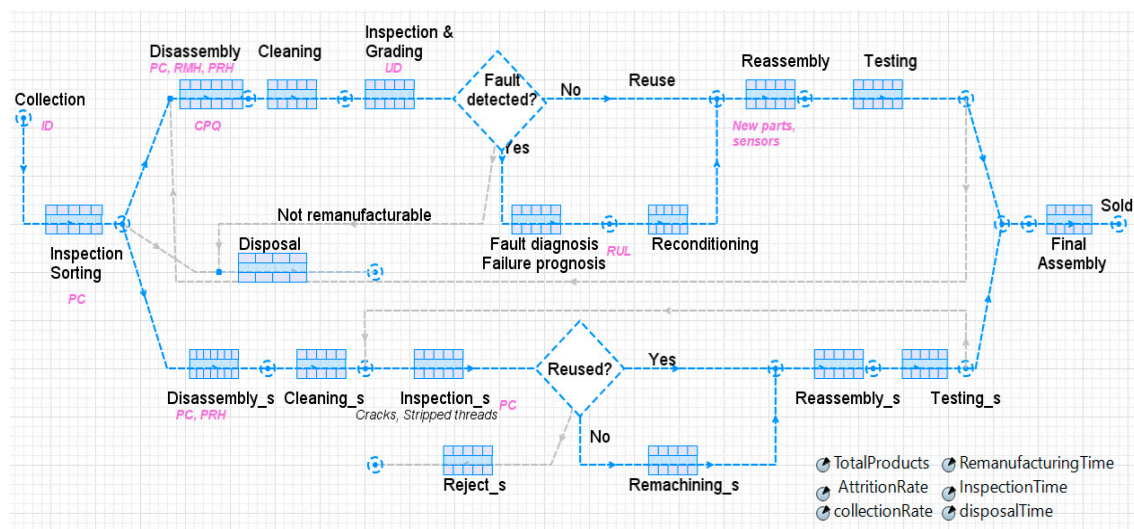 Disassembly
PC, RMH, PRH
Cleaning
Inspection &
Grading
UD
Fault
detected?
No
Reuse
Reassembly
Testing
Collection
ID
CPQ
New parts,
sensors
Yes
Not remanufacturable
Sold
Inspection
Sorting
PC
Disposal
Fault diagnosis
Failure prognosis
RUL
Reconditioning
Final
Assembly
Reused?
Yes
Disassembly_s
PC, PRH
Cleaning_s
Inspection_s
PC
Cracks, Stripped threads
Reassembly_s
Testing_s
No
Reject_s
Remachining_s
TotalProducts
RemanufacturingTime
AttritionRate
InspectionTime
collectionRate
disposalTime